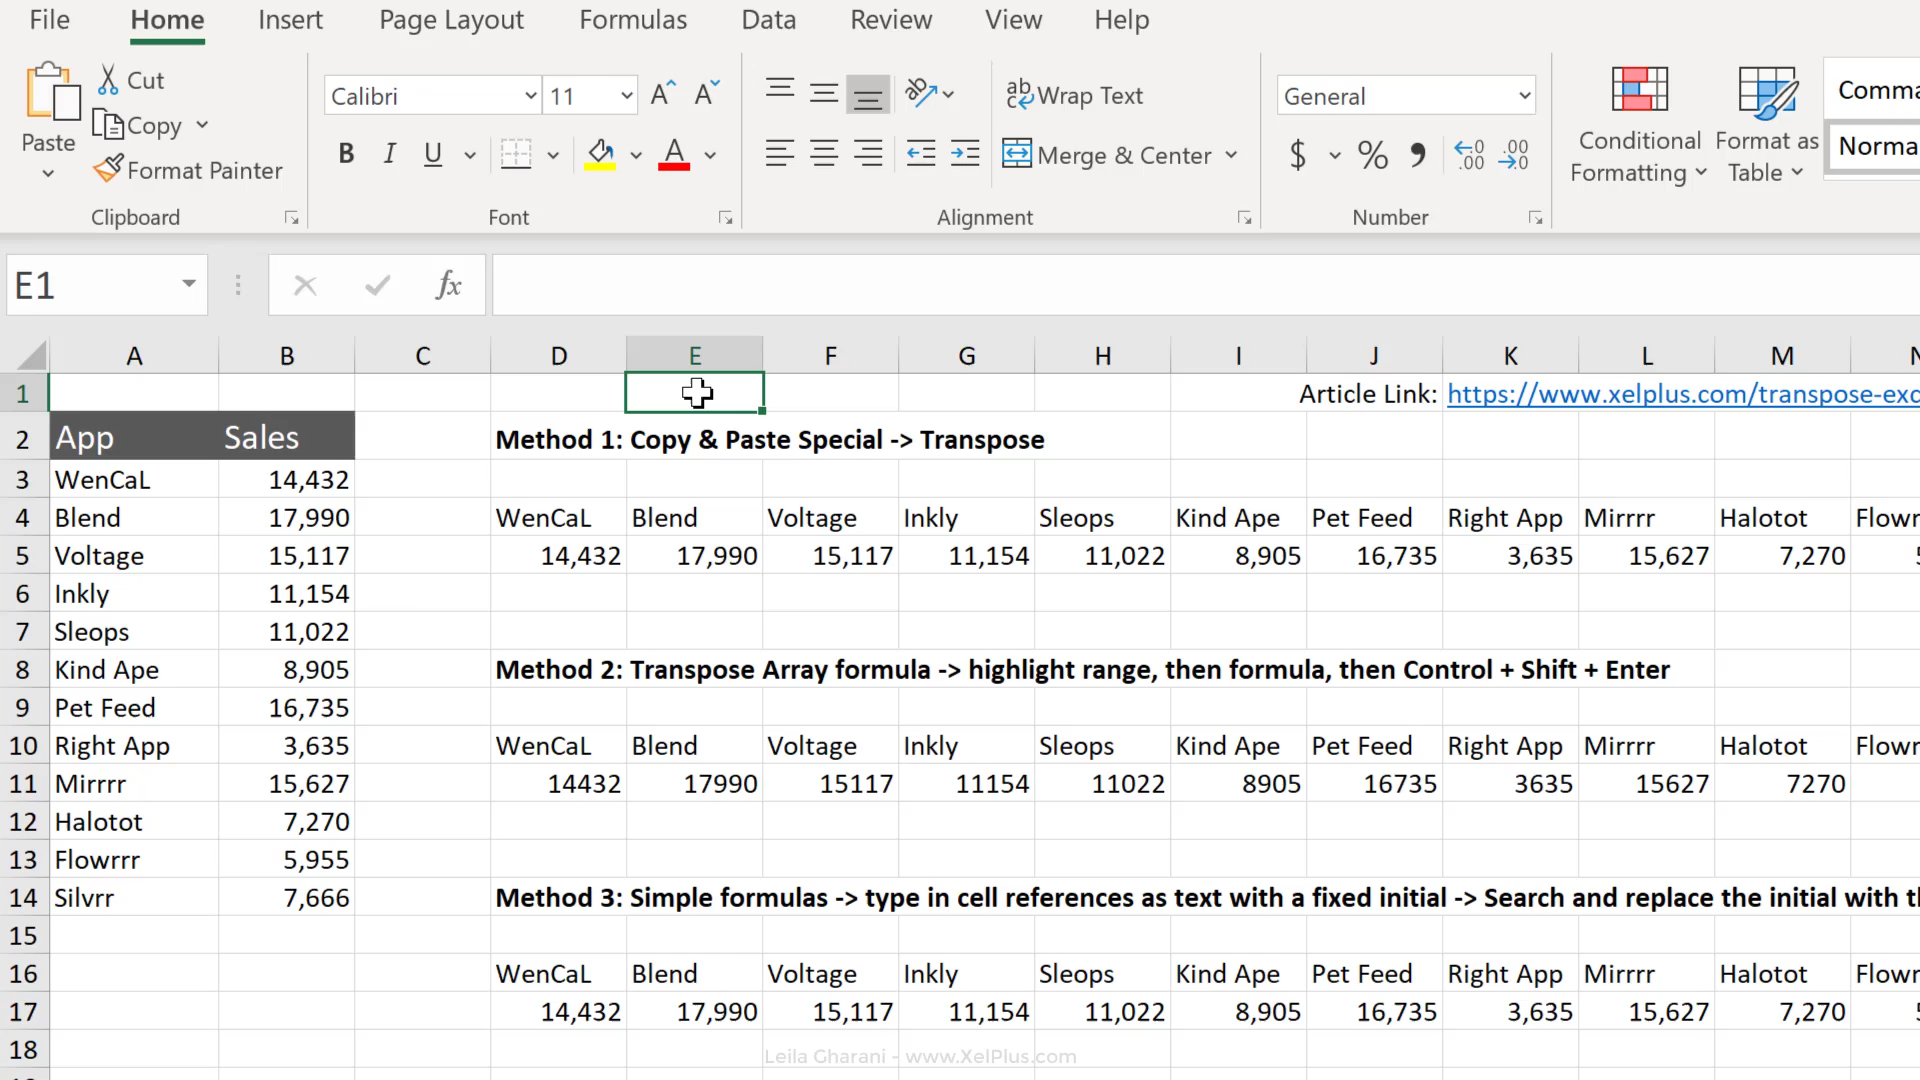 File Home Insert Page Layout Formulas Data Review View Help
Paste Cut Copy Format Painter
Clipboard
Calibri 11
B I U A
Font
ab Wrap Text
Merge & Center
Alignment
General
$ % , .00
Number
Conditional Formatting
Format as Table
Comma
Norma
E1 fx
A B C D E F G H I J K L M
1 Article Link: https://www.xelplus.com/transpose-exc
2 App Sales Method 1: Copy & Paste Special -> Transpose
3 WenCaL 14,432
4 Blend 17,990 WenCaL Blend Voltage Inkly Sleops Kind Ape Pet Feed Right App Mirrrr Halotot Flowr
5 Voltage 15,117 14,432 17,990 15,117 11,154 11,022 8,905 16,735 3,635 15,627 7,270
6 Inkly 11,154
7 Sleops 11,022
8 Kind Ape 8,905 Method 2: Transpose Array formula -> highlight range, then formula, then Control + Shift + Enter
9 Pet Feed 16,735
10 Right App 3,635 WenCaL Blend Voltage Inkly Sleops Kind Ape Pet Feed Right App Mirrrr Halotot Flowr
11 Mirrrr 15,627 14432 17990 15117 11154 11022 8905 16735 3635 15627 7270
12 Halotot 7,270
13 Flowrrr 5,955
14 Silvrr 7,666 Method 3: Simple formulas -> type in cell references as text with a fixed initial -> Search and replace the initial with
15
16 WenCaL Blend Voltage Inkly Sleops Kind Ape Pet Feed Right App Mirrrr Halotot Flowr
17 14,432 17,990 15,117 11,154 11,022 8,905 16,735 3,635 15,627 7,270
18
Leila Gharani - www.XelPlus.com